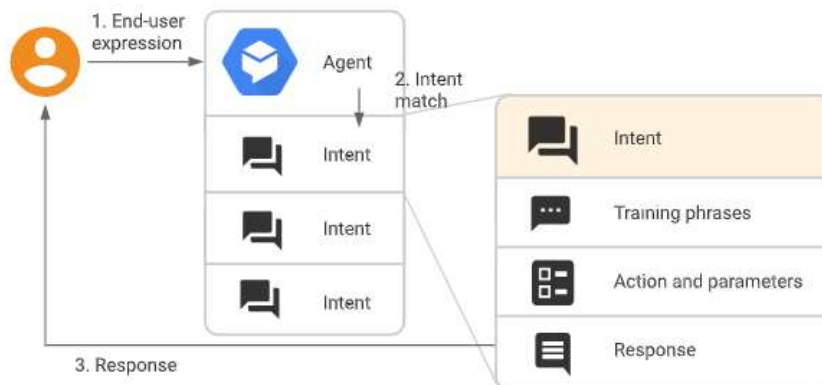 1. End-user
expression
Agent
2. Intent
match
Intent
Intent
Intent
Intent
Training phrases
Action and parameters
Response
3. Response